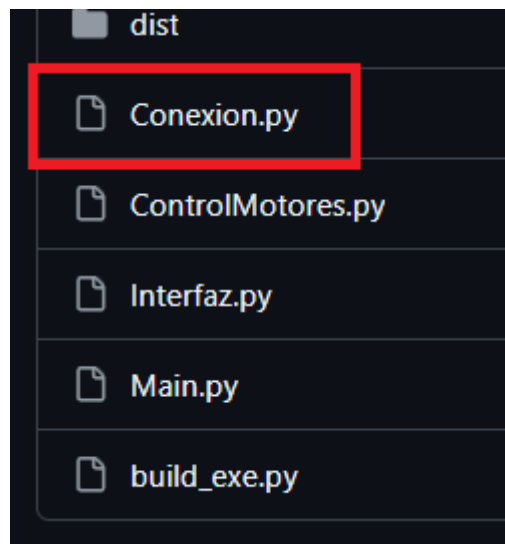 dist
Conexion.py
ControlMotores.py
Interfaz.py
Main.py
build_exe.py